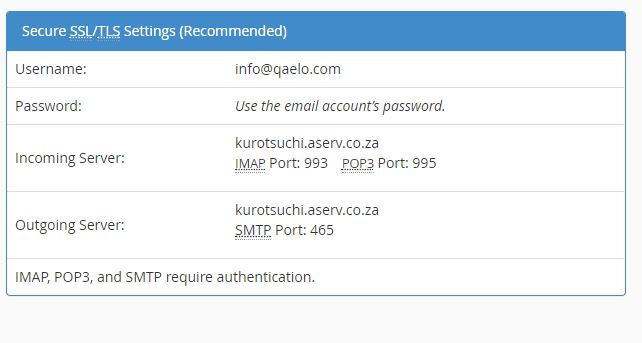 Secure SSL/TLS Settings (Recommended)
Username: info@qaelo.com
Password: Use the email account’s password.
Incoming Server: kurotsuchi.aserv.co.za
IMAP Port: 993 POP3 Port: 995
Outgoing Server: kurotsuchi.aserv.co.za
SMTP Port: 465
IMAP, POP3, and SMTP require authentication.